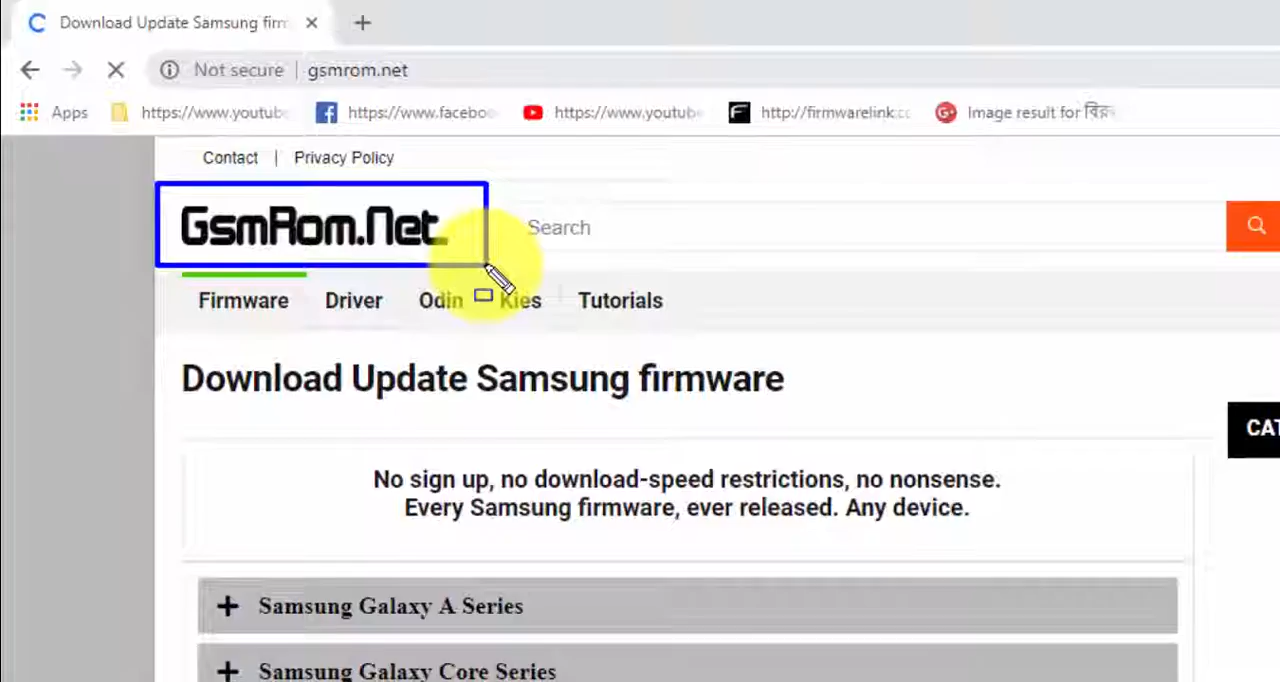 Download Update Samsung firm
Not secure | gsmrom.net
Apps https://www.youtub https://www.faceboo https://www.youtub http://firmwarelink.cc Image result for বিক
Contact | Privacy Policy
GsmRom.Net
Search
Firmware Driver Odin Kies Tutorials
Download Update Samsung firmware
CAT
No sign up, no download-speed restrictions, no nonsense.
Every Samsung firmware, ever released. Any device.
Samsung Galaxy A Series
Samsung Galaxy Core Series